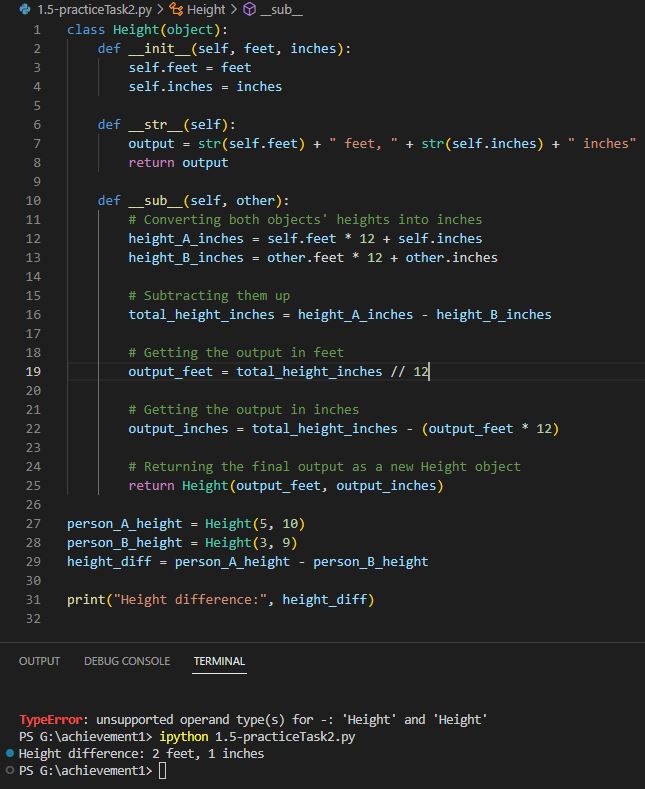 1.5-practiceTask2.py > Height > __sub__
1 class Height(object):
2     def __init__(self, feet, inches):
3         self.feet = feet
4         self.inches = inches
5
6     def __str__(self):
7         output = str(self.feet) + " feet, " + str(self.inches) + " inches"
8         return output
9
10     def __sub__(self, other):
11         # Converting both objects' heights into inches
12         height_A_inches = self.feet * 12 + self.inches
13         height_B_inches = other.feet * 12 + other.inches
14
15         # Subtracting them up
16         total_height_inches = height_A_inches - height_B_inches
17
18         # Getting the output in feet
19         output_feet = total_height_inches // 12
20
21         # Getting the output in inches
22         output_inches = total_height_inches - (output_feet * 12)
23
24         # Returning the final output as a new Height object
25         return Height(output_feet, output_inches)
26
27 person_A_height = Height(5, 10)
28 person_B_height = Height(3, 9)
29 height_diff = person_A_height - person_B_height
30
31 print("Height difference:", height_diff)
32
OUTPUT DEBUG CONSOLE TERMINAL
TypeError: unsupported operand type(s) for -: 'Height' and 'Height'
PS G:\achievement1> ipython 1.5-practiceTask2.py
Height difference: 2 feet, 1 inches
PS G:\achievement1>